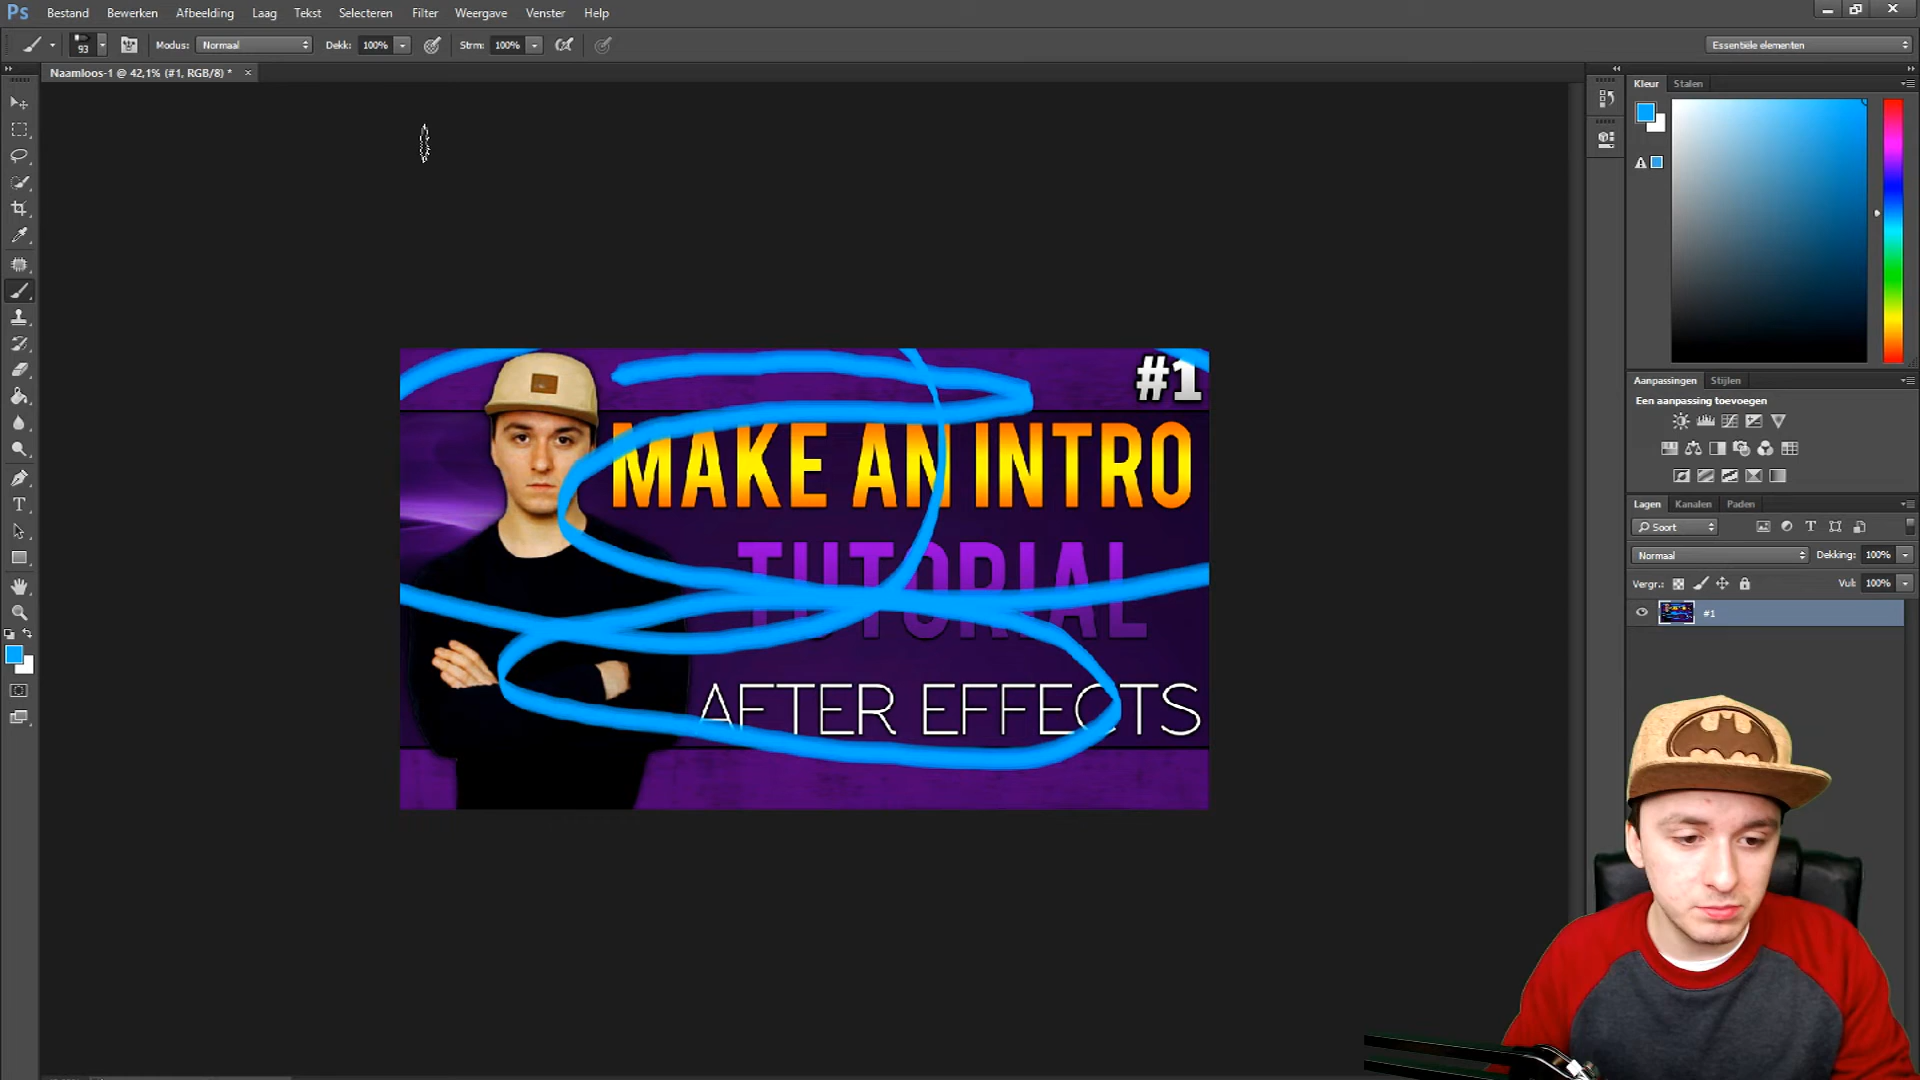 Ps Bestand Bewerken Afbeelding Laag Tekst Selecteren Filter Weergave Venster Help
93 Modus: Normaal Dekk: 100% Strm: 100% Essentiële elementen
Naamloos-1 @ 42,1% (#1, RGB/8) *
Kleur Stalen
#1
MAKE AN INTRO
TUTORIAL
AFTER EFFECTS
Aanpassingen Stijlen
Een aanpassing toevoegen
Lagen Kanalen Paden
Soort
Normaal Dekking: 100%
Vergr.: Vul: 100%
#1